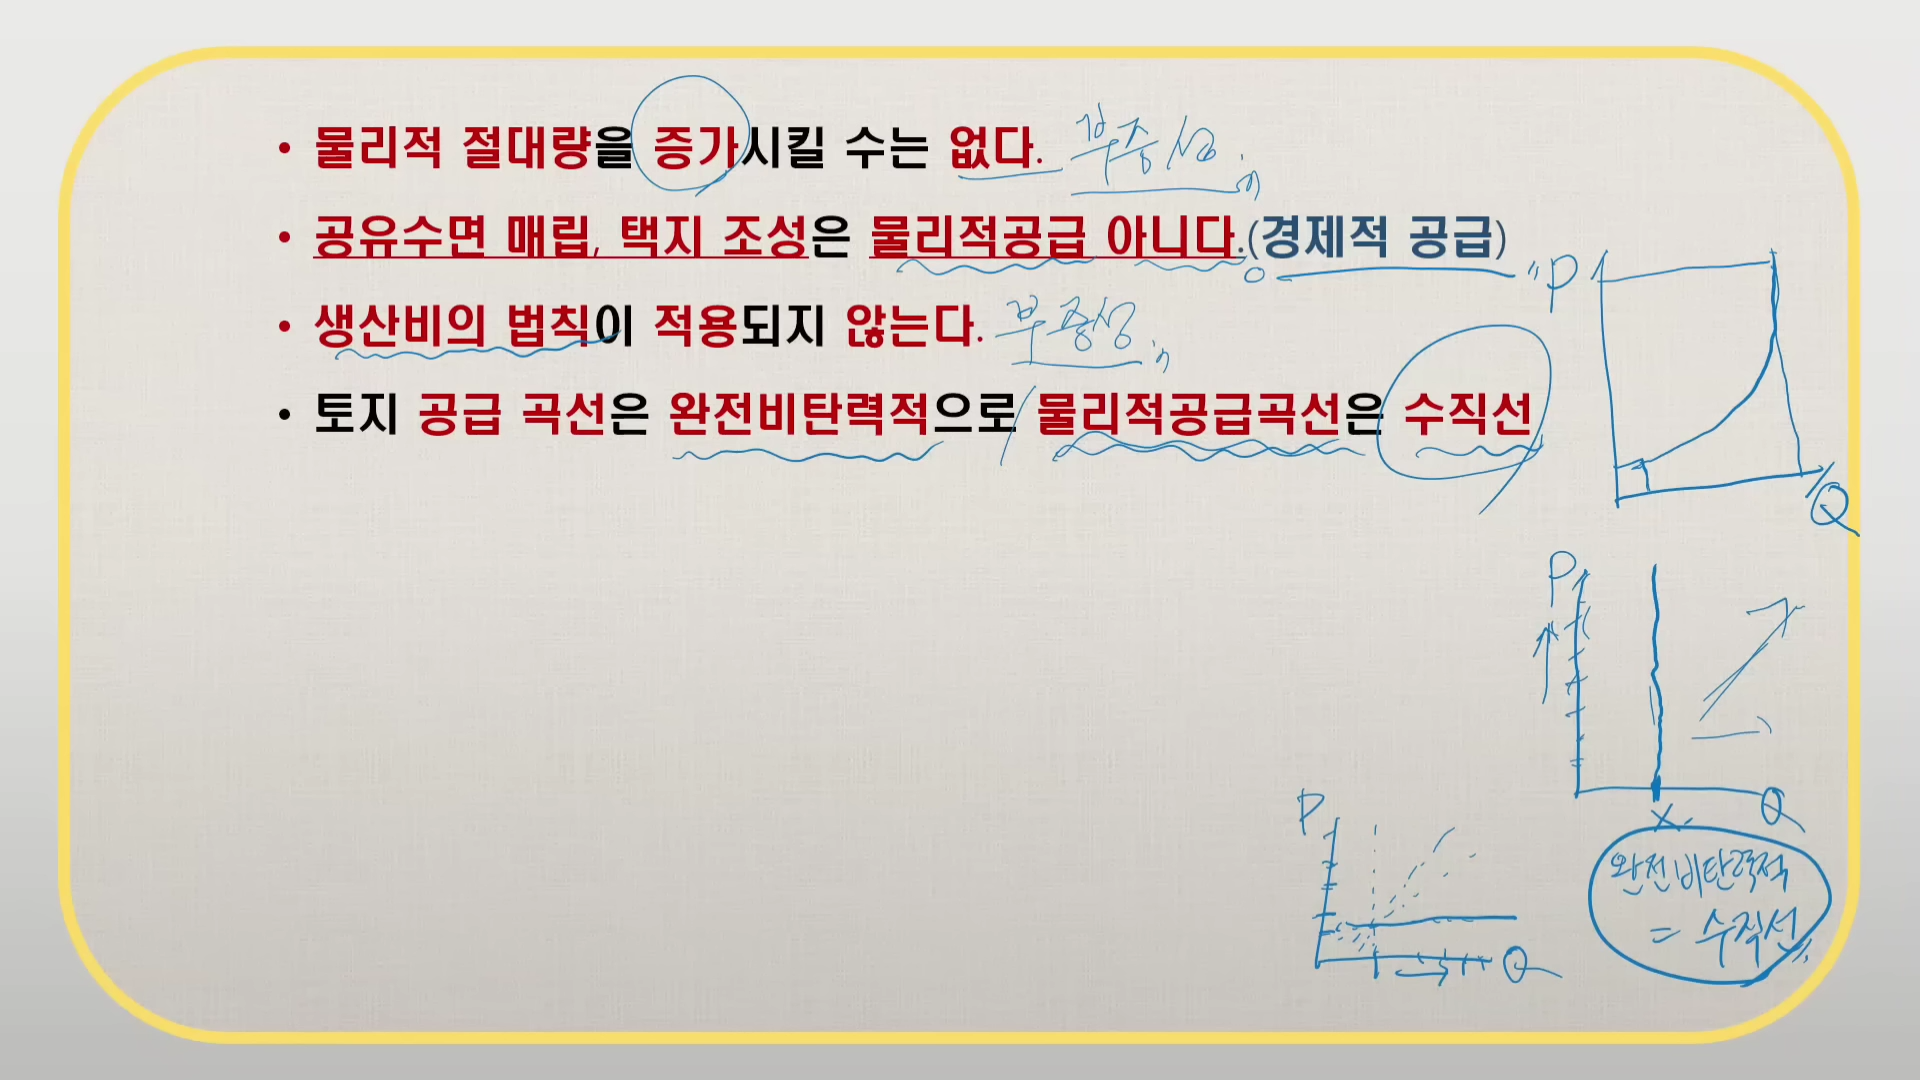 • 물리적 절대량을 증가시킬 수는 없다. 부증성
• 공유수면 매립, 택지 조성은 물리적공급 아니다.(경제적 공급)
• 생산비의 법칙이 적용되지 않는다. 부증성
• 토지 공급 곡선은 완전비탄력적으로 물리적공급곡선은 수직선
P
Q
P
Q
P
Q
완전비탄력적
= 수직선